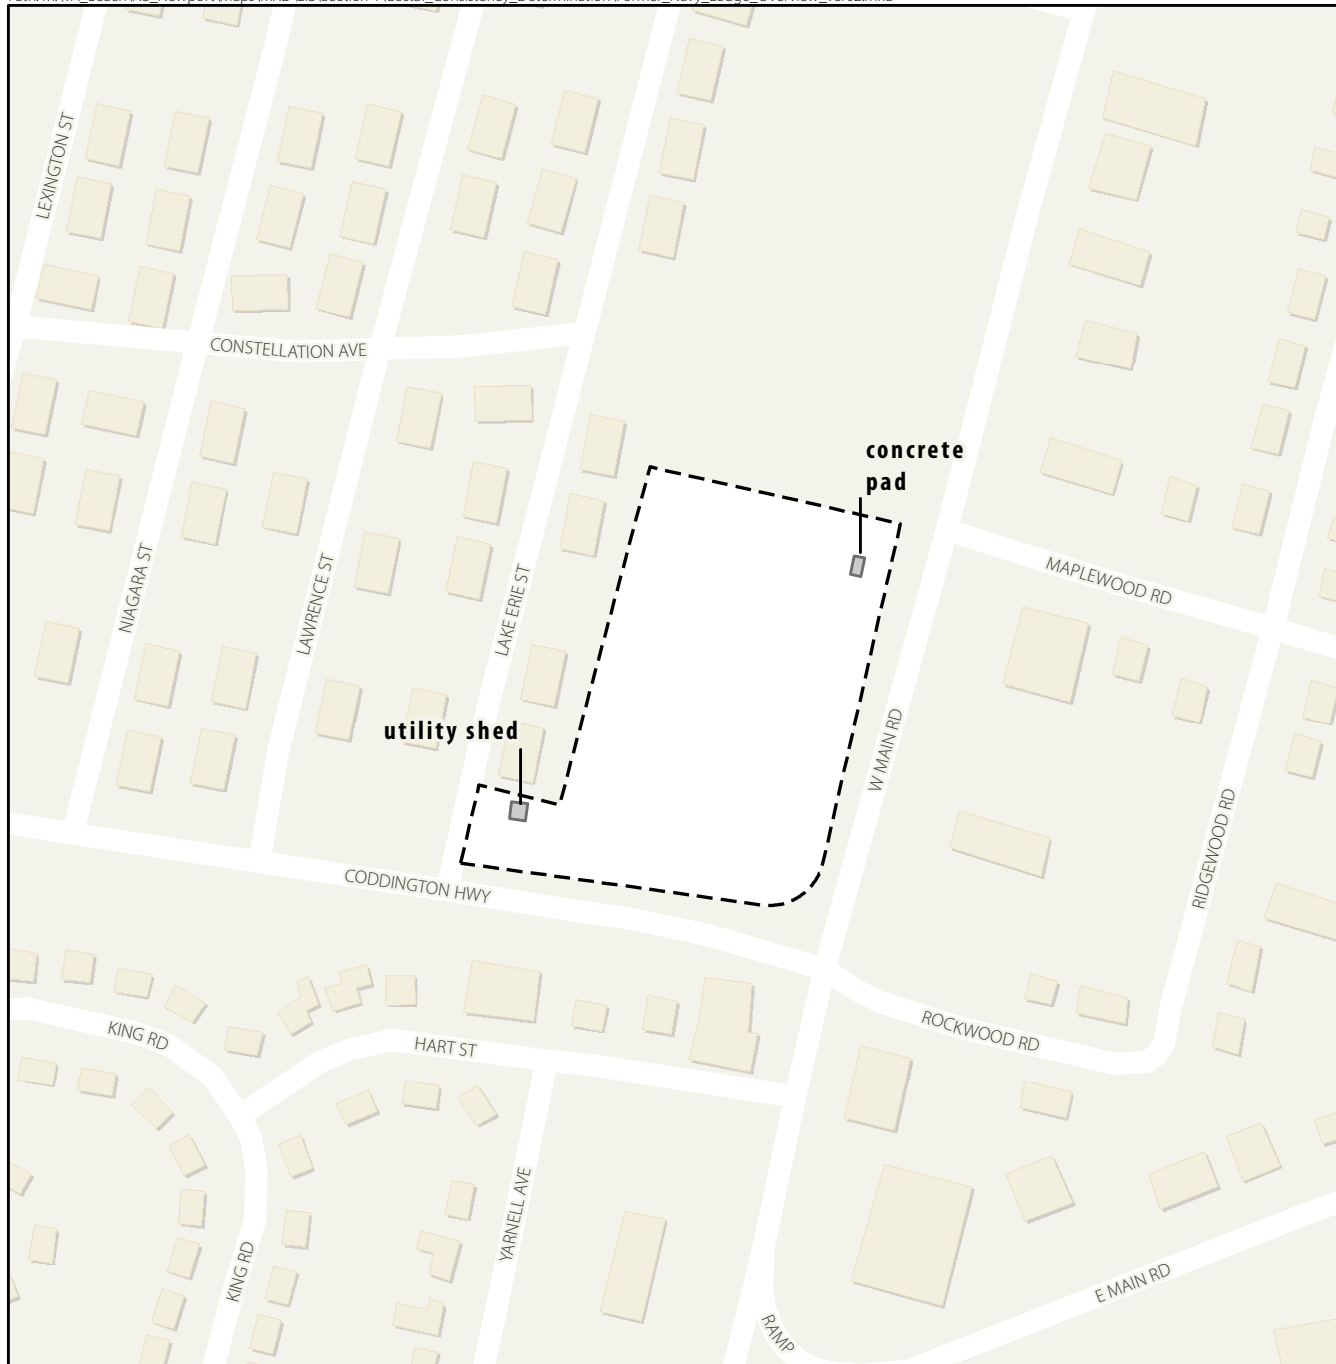 LEXINGTON ST
CONSTELLATION AVE
concrete
pad
MAPLEWOOD RD
NIAGARA ST
LAWRENCE ST
LAKE ERIE ST
utility shed
W MAIN RD
RIDGEWOOD RD
CODDINGTON HWY
KING RD
HART ST
ROCKWOOD RD
YARNELL AVE
KING RD
E MAIN RD
RAMP